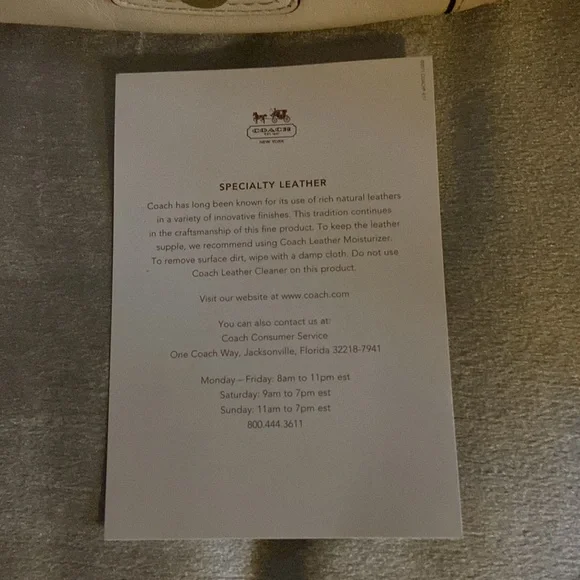 COACH
EST. 1941
NEW YORK
SPECIALTY LEATHER
Coach has long been known for its use of rich natural leathers
in a variety of innovative finishes. This tradition continues
in the craftsmanship of this fine product. To keep the leather
supple, we recommend using Coach Leather Moisturizer.
To remove surface dirt, wipe with a damp cloth. Do not use
Coach Leather Cleaner on this product.
Visit our website at www.coach.com
You can also contact us at:
Coach Consumer Service
One Coach Way, Jacksonville, Florida 32218-7941
Monday – Friday: 8am to 11pm est
Saturday: 9am to 7pm est
Sunday: 11am to 7pm est
800.444.3611